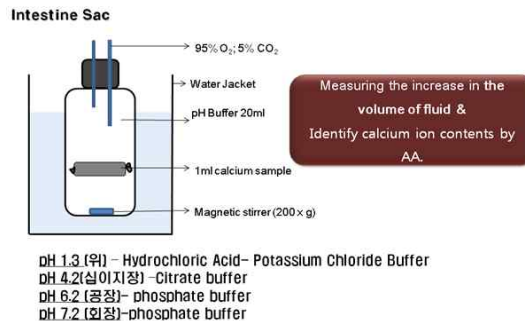 Intestine Sac
95% O2; 5% CO2
Water Jacket
pH Buffer 20ml
1ml calcium sample
Magnetic stirrer (200 x g)
Measuring the increase in the
volume of fluid &
Identify calcium ion contents by
AA.
pH 1.3 (위) – Hydrochloric Acid– Potassium Chloride Buffer
pH 4.2(십이지장) –Citrate buffer
pH 6.2 (공장)– phosphate buffer
pH 7.2 (회장)–phosphate buffer